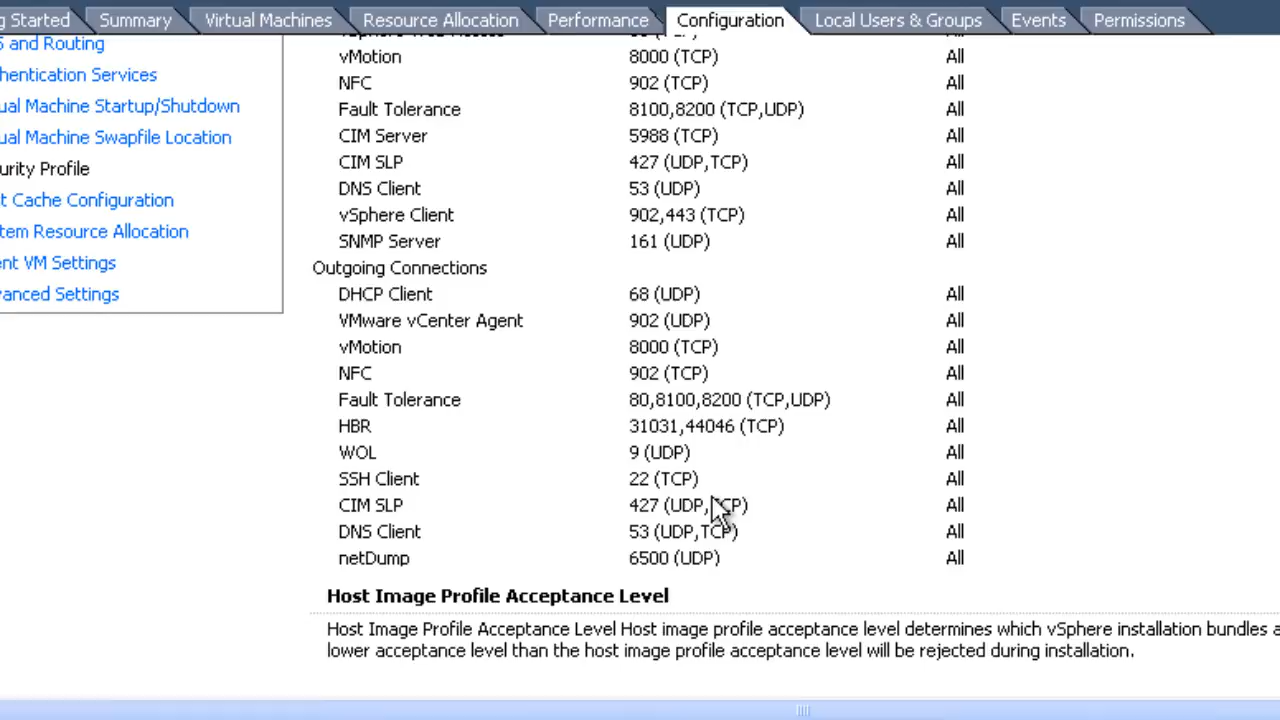 g Started Summary Virtual Machines Resource Allocation Performance Configuration Local Users & Groups Events Permissions
S and Routing
hentication Services
ual Machine Startup/Shutdown
ual Machine Swapfile Location
urity Profile
t Cache Configuration
tem Resource Allocation
ent VM Settings
vanced Settings
vMotion 8000 (TCP) All
NFC 902 (TCP) All
Fault Tolerance 8100,8200 (TCP,UDP) All
CIM Server 5988 (TCP) All
CIM SLP 427 (UDP,TCP) All
DNS Client 53 (UDP) All
vSphere Client 902,443 (TCP) All
SNMP Server 161 (UDP) All
Outgoing Connections
DHCP Client 68 (UDP) All
VMware vCenter Agent 902 (UDP) All
vMotion 8000 (TCP) All
NFC 902 (TCP) All
Fault Tolerance 80,8100,8200 (TCP,UDP) All
HBR 31031,44046 (TCP) All
WOL 9 (UDP) All
SSH Client 22 (TCP) All
CIM SLP 427 (UDP,TCP) All
DNS Client 53 (UDP,TCP) All
netDump 6500 (UDP) All
Host Image Profile Acceptance Level
Host Image Profile Acceptance Level Host image profile acceptance level determines which vSphere installation bundles a
lower acceptance level than the host image profile acceptance level will be rejected during installation.